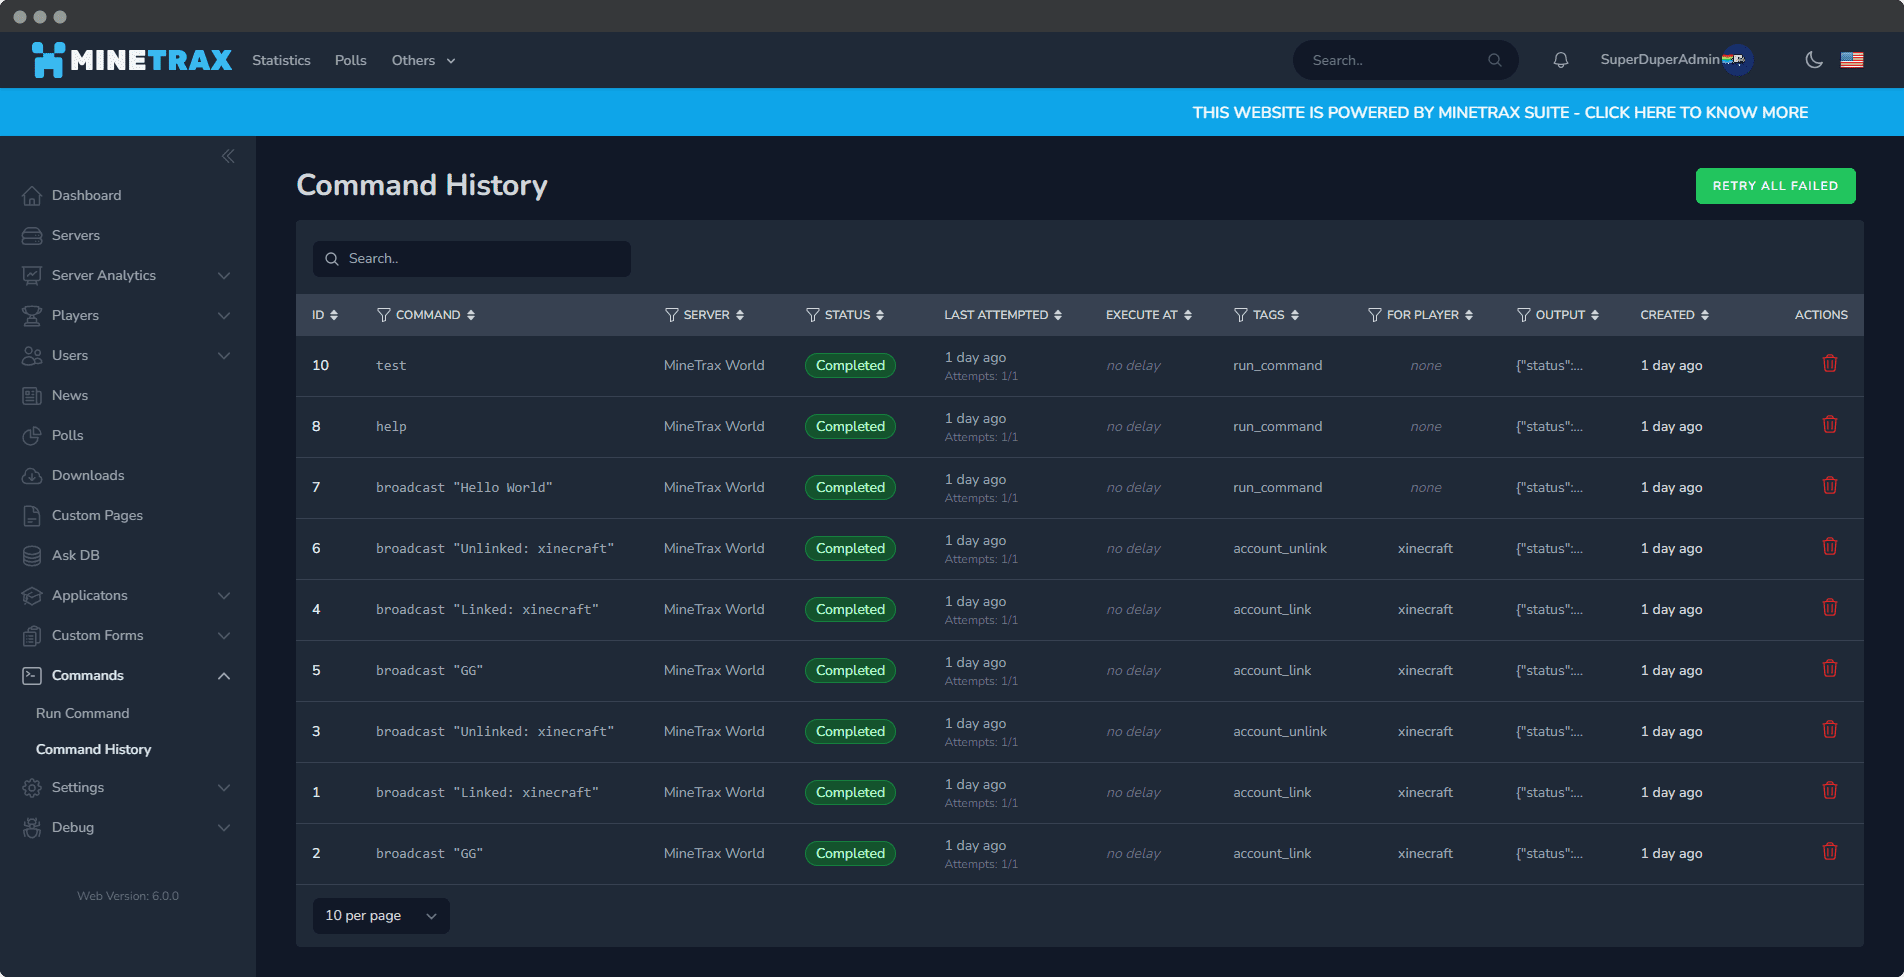 MINETRAX
Statistics
Polls
Others
Search..
SuperDuperAdmin
THIS WEBSITE IS POWERED BY MINETRAX SUITE - CLICK HERE TO KNOW MORE
Dashboard
Servers
Server Analytics
Players
Users
News
Polls
Downloads
Custom Pages
Ask DB
Applicatons
Custom Forms
Commands
Run Command
Command History
Settings
Debug
Web Version: 6.0.0
Command History
RETRY ALL FAILED
Search..
ID COMMAND SERVER STATUS LAST ATTEMPTED EXECUTE AT TAGS FOR PLAYER OUTPUT CREATED ACTIONS
10 test MineTrax World Completed 1 day ago no delay run_command none {"status":... 1 day ago
Attempts: 1/1
8 help MineTrax World Completed 1 day ago no delay run_command none {"status":... 1 day ago
Attempts: 1/1
7 broadcast "Hello World" MineTrax World Completed 1 day ago no delay run_command none {"status":... 1 day ago
Attempts: 1/1
6 broadcast "Unlinked: xinecraft" MineTrax World Completed 1 day ago no delay account_unlink xinecraft {"status":... 1 day ago
Attempts: 1/1
4 broadcast "Linked: xinecraft" MineTrax World Completed 1 day ago no delay account_link xinecraft {"status":... 1 day ago
Attempts: 1/1
5 broadcast "GG" MineTrax World Completed 1 day ago no delay account_link xinecraft {"status":... 1 day ago
Attempts: 1/1
3 broadcast "Unlinked: xinecraft" MineTrax World Completed 1 day ago no delay account_unlink xinecraft {"status":... 1 day ago
Attempts: 1/1
1 broadcast "Linked: xinecraft" MineTrax World Completed 1 day ago no delay account_link xinecraft {"status":... 1 day ago
Attempts: 1/1
2 broadcast "GG" MineTrax World Completed 1 day ago no delay account_link xinecraft {"status":... 1 day ago
Attempts: 1/1
10 per page